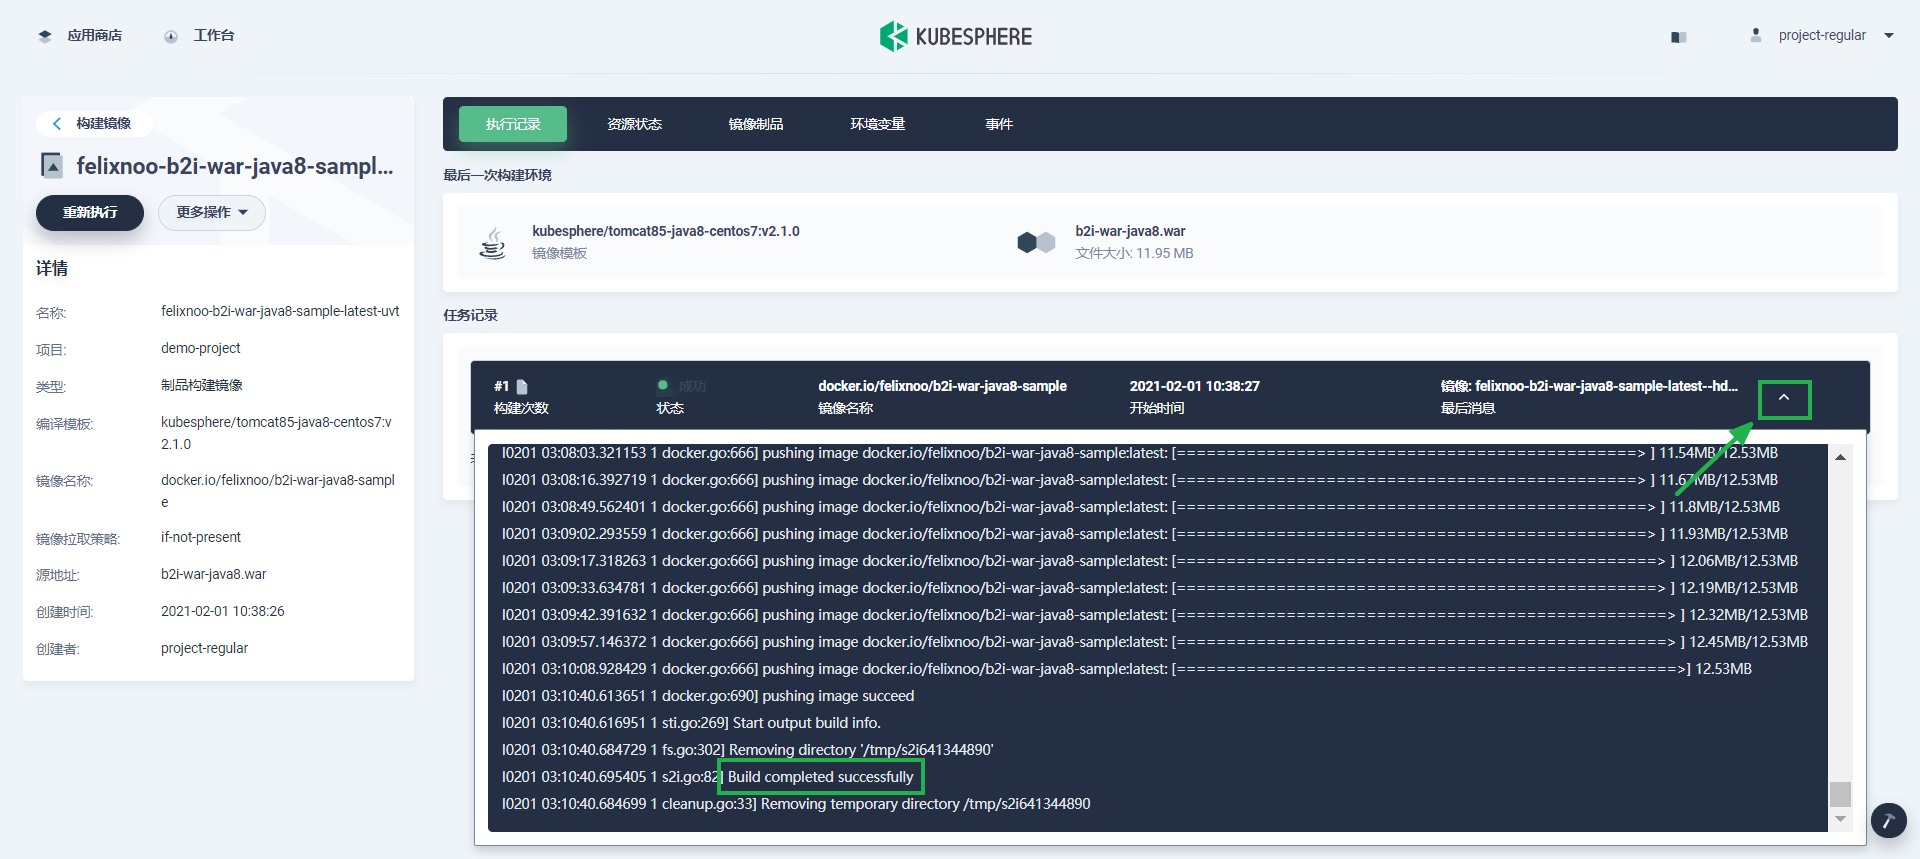 应用商店
工作台
KUBESPHERE
project-regular
构建镜像
felixnoo-b2i-war-java8-sampl...
重新执行
更多操作
详情
名称:
felixnoo-b2i-war-java8-sample-latest-uvt
项目:
demo-project
类型:
制品构建镜像
编译模板:
kubesphere/tomcat85-java8-centos7:v
2.1.0
镜像名称:
docker.io/felixnoo/b2i-war-java8-sampl
e
镜像拉取策略:
if-not-present
源地址:
b2i-war-java8.war
创建时间:
2021-02-01 10:38:26
创建者:
project-regular
执行记录
资源状态
镜像制品
环境变量
事件
最后一次构建环境
kubesphere/tomcat85-java8-centos7:v2.1.0
镜像模板
b2i-war-java8.war
文件大小: 11.95 MB
任务记录
#1
构建次数
成功
状态
docker.io/felixnoo/b2i-war-java8-sample
镜像名称
2021-02-01 10:38:27
开始时间
镜像: felixnoo-b2i-war-java8-sample-latest--hd...
最后消息
I0201 03:08:03.321153 1 docker.go:666] pushing image docker.io/felixnoo/b2i-war-java8-sample:latest: [==============================================> ] 11.54MB/12.53MB
I0201 03:08:16.392719 1 docker.go:666] pushing image docker.io/felixnoo/b2i-war-java8-sample:latest: [==============================================> ] 11.67MB/12.53MB
I0201 03:08:49.562401 1 docker.go:666] pushing image docker.io/felixnoo/b2i-war-java8-sample:latest: [===============================================> ] 11.8MB/12.53MB
I0201 03:09:02.293559 1 docker.go:666] pushing image docker.io/felixnoo/b2i-war-java8-sample:latest: [===============================================> ] 11.93MB/12.53MB
I0201 03:09:17.318263 1 docker.go:666] pushing image docker.io/felixnoo/b2i-war-java8-sample:latest: [================================================> ] 12.06MB/12.53MB
I0201 03:09:33.634781 1 docker.go:666] pushing image docker.io/felixnoo/b2i-war-java8-sample:latest: [================================================> ] 12.19MB/12.53MB
I0201 03:09:42.391632 1 docker.go:666] pushing image docker.io/felixnoo/b2i-war-java8-sample:latest: [=================================================> ] 12.32MB/12.53MB
I0201 03:09:57.146372 1 docker.go:666] pushing image docker.io/felixnoo/b2i-war-java8-sample:latest: [=================================================> ] 12.45MB/12.53MB
I0201 03:10:08.928429 1 docker.go:666] pushing image docker.io/felixnoo/b2i-war-java8-sample:latest: [==================================================>] 12.53MB
I0201 03:10:40.613651 1 docker.go:690] pushing image succeed
I0201 03:10:40.616951 1 sti.go:269] Start output build info.
I0201 03:10:40.684729 1 fs.go:302] Removing directory '/tmp/s2i641344890'
I0201 03:10:40.695405 1 s2i.go:82] Build completed successfully
I0201 03:10:40.684699 1 cleanup.go:33] Removing temporary directory /tmp/s2i641344890